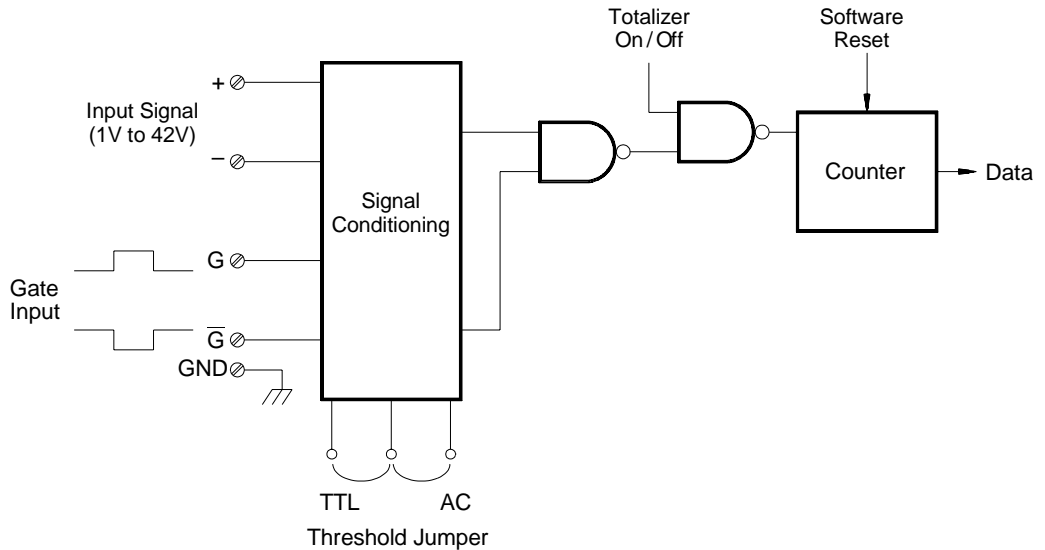 Totalizer
On / Off
Software
Reset
+
Input Signal
(1V to 42V)
−
Signal
Conditioning
Counter
Data
G
Gate
Input
G̅
GND
TTL
AC
Threshold Jumper